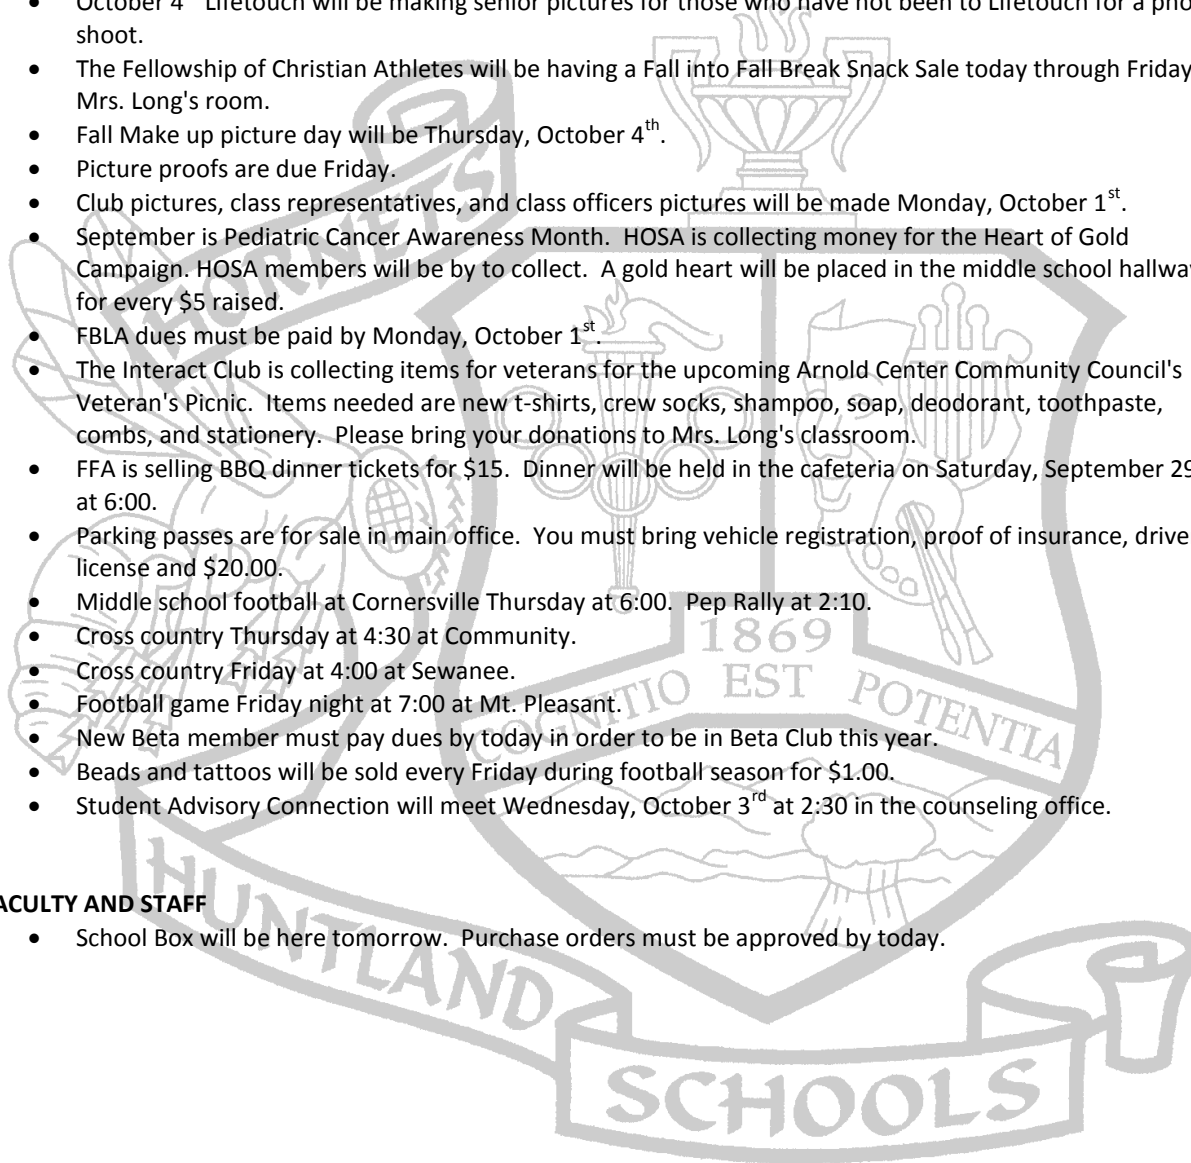 October 4th Lifetouch will be making senior pictures for those who have not been to Lifetouch for a pho
shoot.
• The Fellowship of Christian Athletes will be having a Fall into Fall Break Snack Sale today through Friday
Mrs. Long's room.
• Fall Make up picture day will be Thursday, October 4th.
• Picture proofs are due Friday.
• Club pictures, class representatives, and class officers pictures will be made Monday, October 1st.
• September is Pediatric Cancer Awareness Month. HOSA is collecting money for the Heart of Gold
Campaign. HOSA members will be by to collect. A gold heart will be placed in the middle school hallway
for every $5 raised.
• FBLA dues must be paid by Monday, October 1st.
• The Interact Club is collecting items for veterans for the upcoming Arnold Center Community Council's
Veteran's Picnic. Items needed are new t-shirts, crew socks, shampoo, soap, deodorant, toothpaste,
combs, and stationery. Please bring your donations to Mrs. Long's classroom.
• FFA is selling BBQ dinner tickets for $15. Dinner will be held in the cafeteria on Saturday, September 29
at 6:00.
• Parking passes are for sale in main office. You must bring vehicle registration, proof of insurance, drive
license and $20.00.
• Middle school football at Cornersville Thursday at 6:00. Pep Rally at 2:10.
• Cross country Thursday at 4:30 at Community.
• Cross country Friday at 4:00 at Sewanee.
• Football game Friday night at 7:00 at Mt. Pleasant.
• New Beta member must pay dues by today in order to be in Beta Club this year.
• Beads and tattoos will be sold every Friday during football season for $1.00.
• Student Advisory Connection will meet Wednesday, October 3rd at 2:30 in the counseling office.
ACULTY AND STAFF
• School Box will be here tomorrow. Purchase orders must be approved by today.
HORNETS
1869
COGNITIO EST POTENTIA
HUNTLAND
SCHOOLS